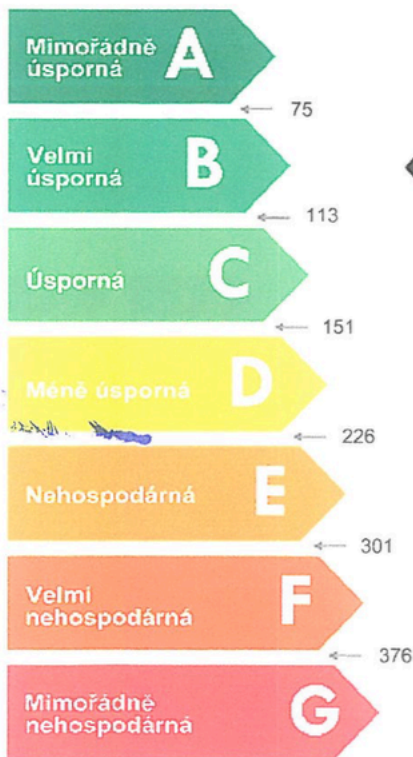 Mimořádně
úsporná
A
75
Velmi
úsporná
B
113
Úsporná
C
151
Méně úsporná
D
226
Nehospodárná
E
301
Velmi
nehospodárná
F
376
Mimořádně
nehospodárná
G